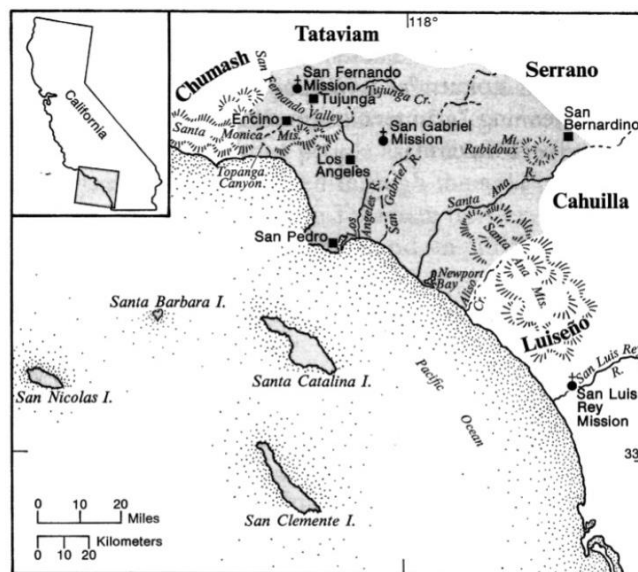 118°
Tataviam
Chumash
Serrano
California
San
Fernando
Valley
San Fernando
Mission
Tujunga
Tujunga Cr.
Encino
San Gabriel
Mission
San
Bernardino
Mt.
Rubidoux
Santa
Monica
Mts.
Topanga
Canyon
Los
Angeles
Los
Angeles R.
San Gabriel R.
Santa Ana R.
Cahuilla
San Pedro
Santa
Ana
Mts.
Newport
Bay
Aliso
Cr.
Santa Barbara I.
Luiseño
San Nicolas I.
Santa Catalina I.
Pacific
Ocean
San Luis Rey
R.
San Luis
Rey
Mission
33
San Clemente I.
0 10 20
Miles
Kilometers
0 10 20